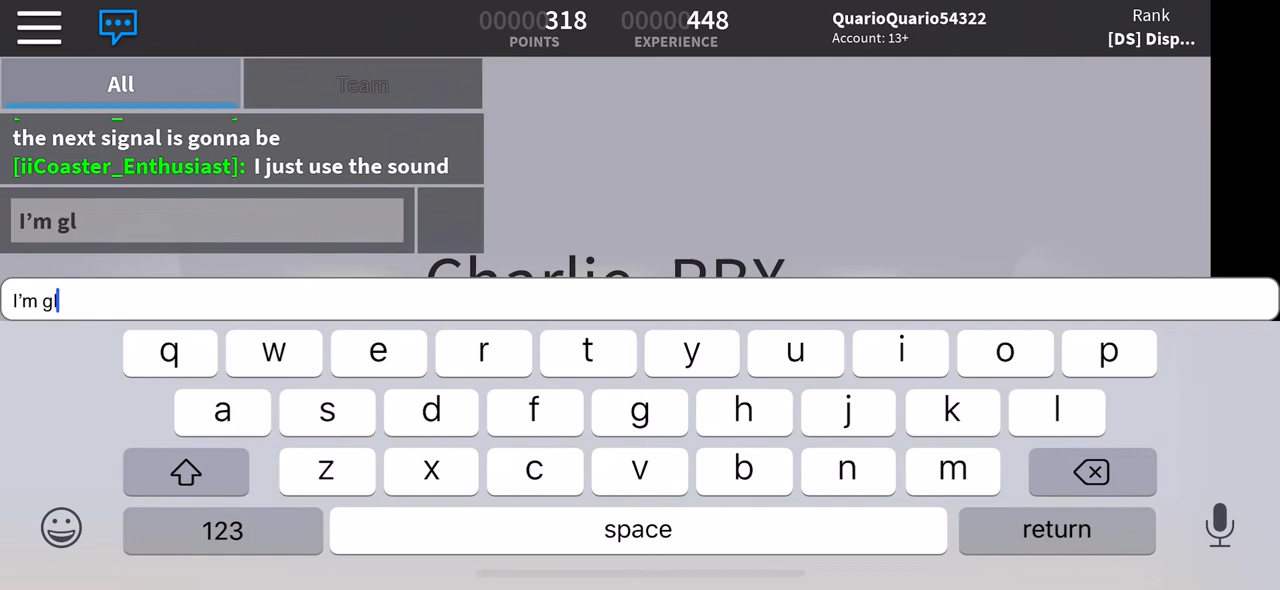 00000318
POINTS
00000448
EXPERIENCE
QuarioQuario54322
Account: 13+
Rank
[DS] Disp...
All
Team
the next signal is gonna be
[iiCoaster_Enthusiast]: I just use the sound
I'm gl
Charlie_RBX
I'm gl
q w e r t y u i o p
a s d f g h j k l
z x c v b n m
123 space return